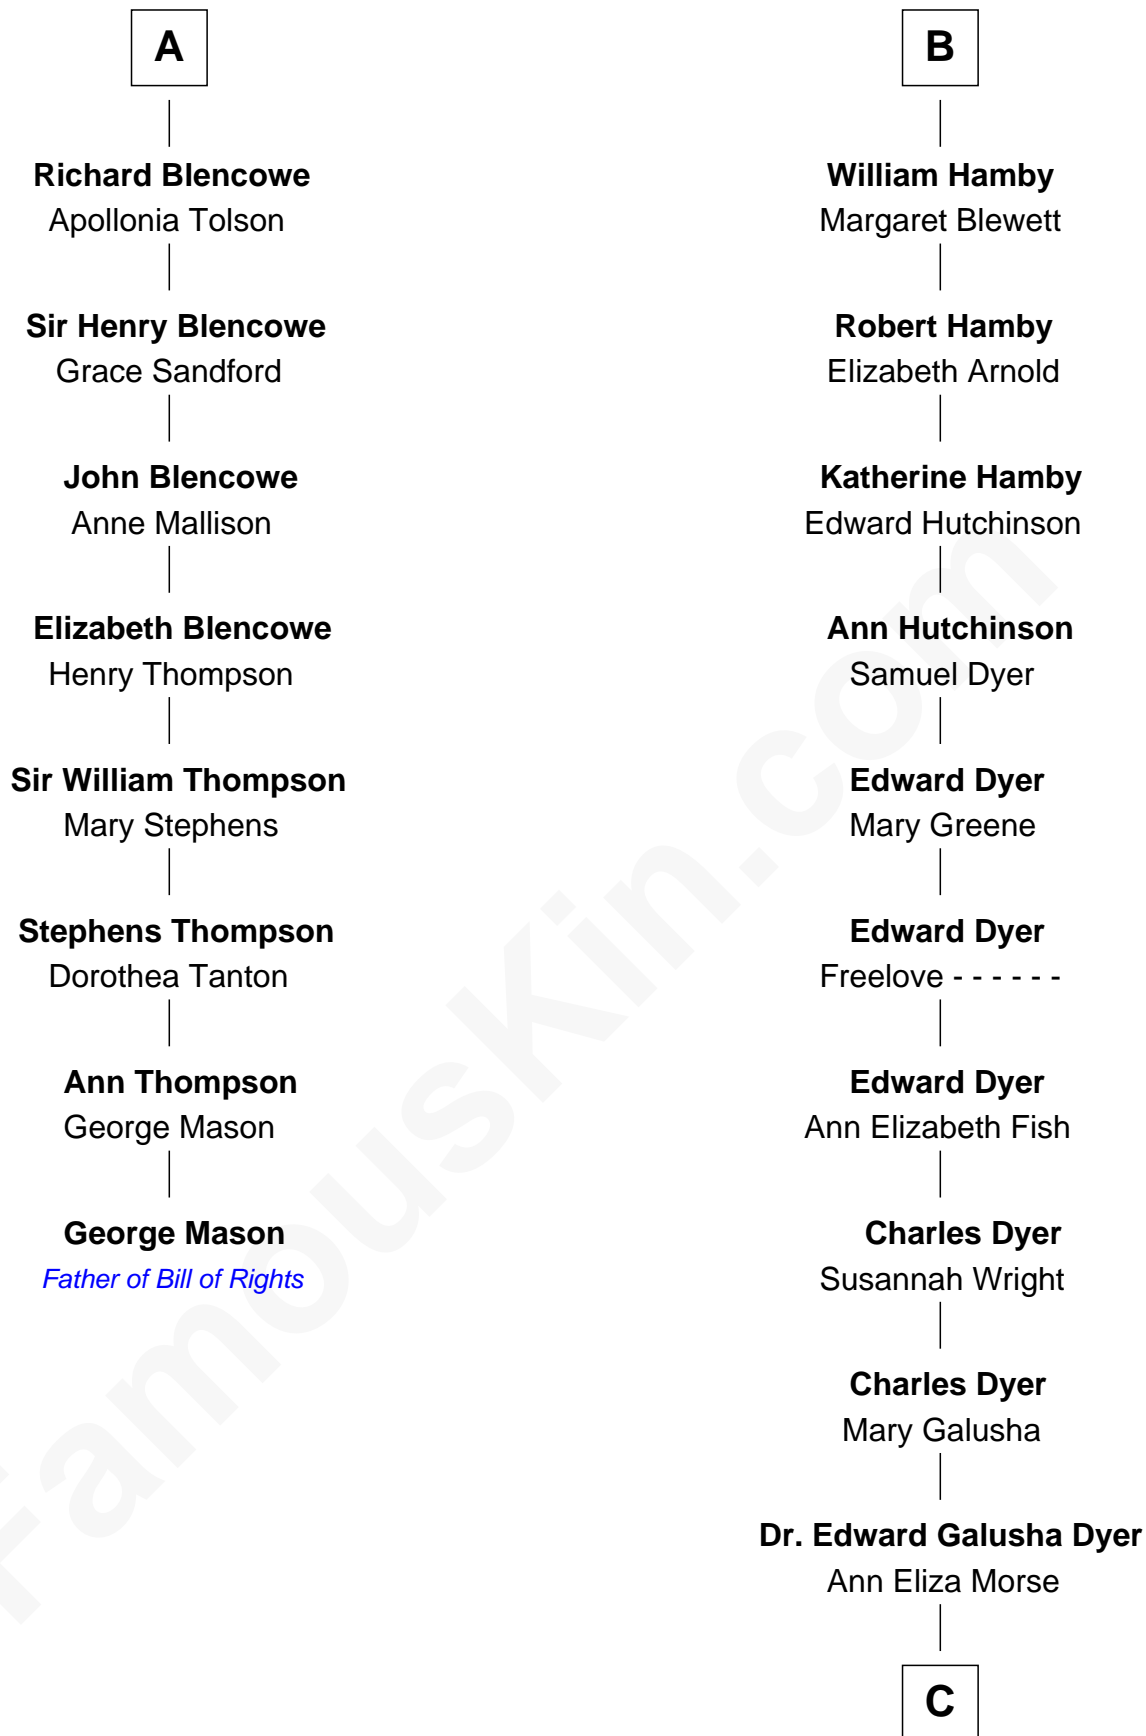 A
Richard Blencowe
Apollonia Tolson
Sir Henry Blencowe
Grace Sandford
John Blencowe
Anne Mallison
Elizabeth Blencowe
Henry Thompson
Sir William Thompson
Mary Stephens
Stephens Thompson
Dorothea Tanton
Ann Thompson
George Mason
George Mason
Father of Bill of Rights
B
William Hamby
Margaret Blewett
Robert Hamby
Elizabeth Arnold
Katherine Hamby
Edward Hutchinson
Ann Hutchinson
Samuel Dyer
Edward Dyer
Mary Greene
Edward Dyer
Freelove - - - - - -
Edward Dyer
Ann Elizabeth Fish
Charles Dyer
Susannah Wright
Charles Dyer
Mary Galusha
Dr. Edward Galusha Dyer
Ann Eliza Morse
C
FamousKin.com